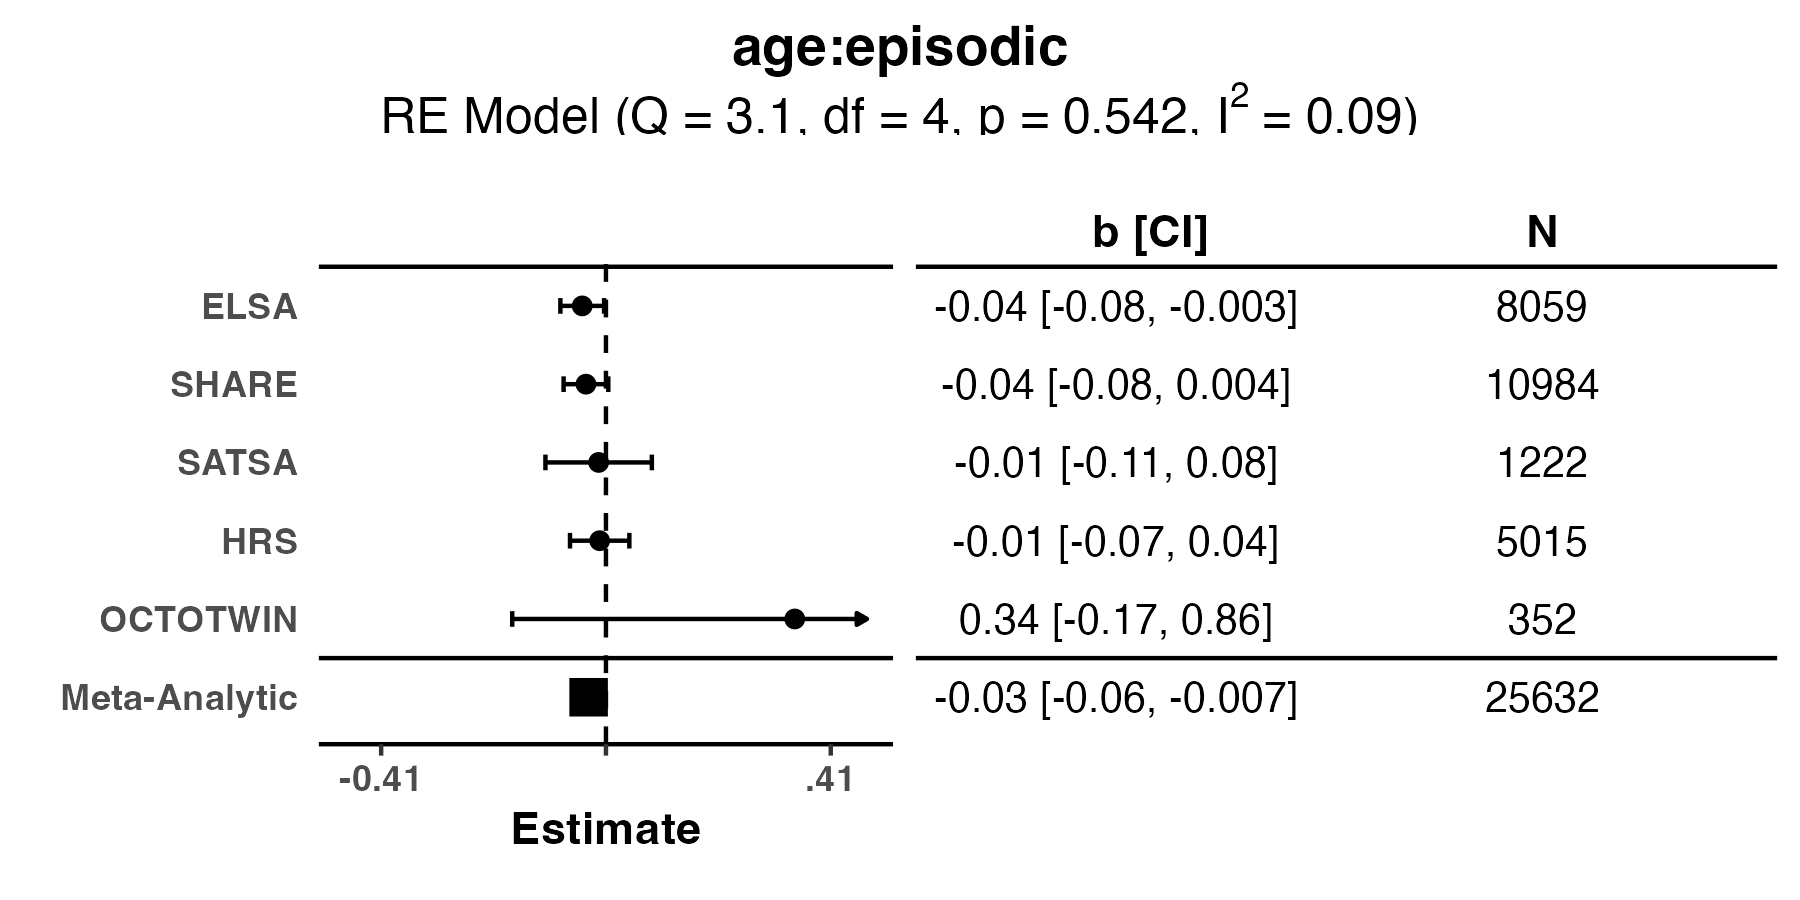 age:episodic
RE Model (Q = 3.1, df = 4, p = 0.542, I² = 0.09)
b [CI] N
ELSA -0.04 [-0.08, -0.003] 8059
SHARE -0.04 [-0.08, 0.004] 10984
SATSA -0.01 [-0.11, 0.08] 1222
HRS -0.01 [-0.07, 0.04] 5015
OCTOTWIN 0.34 [-0.17, 0.86] 352
Meta-Analytic -0.03 [-0.06, -0.007] 25632
-0.41 .41
Estimate